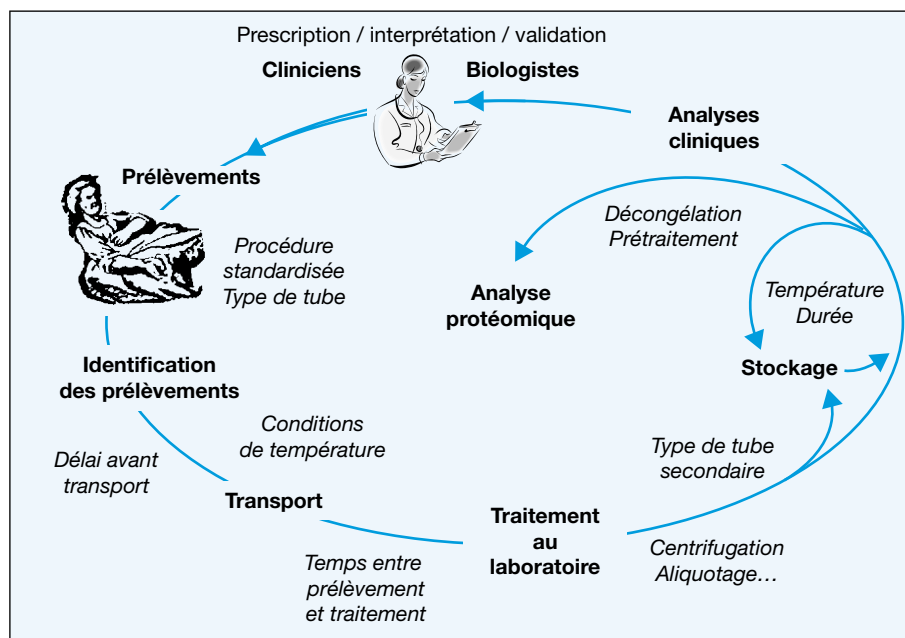 Prescription / interprétation / validation
Cliniciens Biologistes
Analyses
cliniques
Prélèvements
Procédure
standardisée
Type de tube
Décongélation
Prétraitement
Analyse
protéomique
Température
Durée
Stockage
Identification
des prélèvements
Conditions
de température
Délai avant
transport
Transport
Type de tube
secondaire
Traitement
au
laboratoire
Centrifugation
Aliquotage…
Temps entre
prélèvement
et traitement